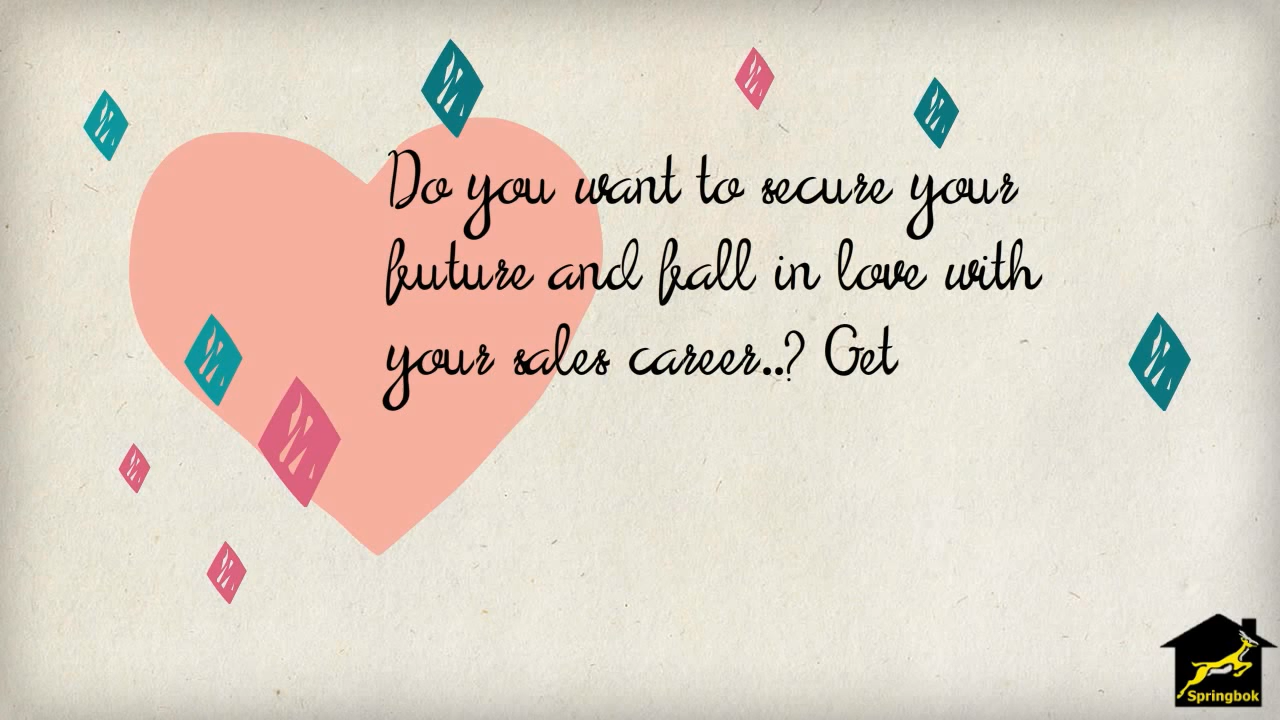 Do you want to secure your
future and fall in love with
your sales career..? Get
Springbok